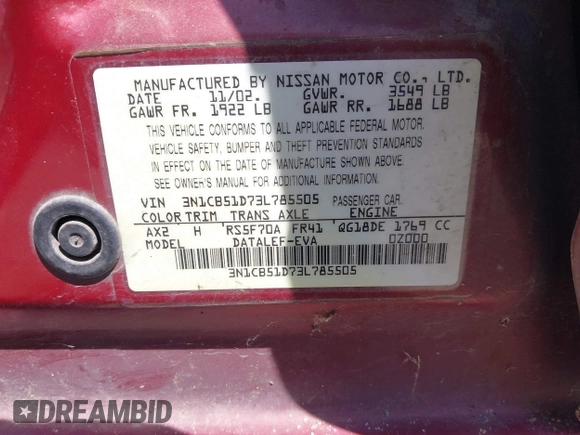 MANUFACTURED BY NISSAN MOTOR CO., LTD.
DATE 11/02. GVWR. 3549 LB
GAWR FR. 1922 LB GAWR RR. 1688 LB
THIS VEHICLE CONFORMS TO ALL APPLICABLE FEDERAL MOTOR
VEHICLE SAFETY, BUMPER AND THEFT PREVENTION STANDARDS
IN EFFECT ON THE DATE OF MANUFACTURE SHOWN ABOVE.
SEE OWNER'S MANUAL FOR ADDITIONAL INFORMATION.
VIN 3N1CB51D73L785505 PASSENGER CAR.
COLOR TRIM TRANS AXLE ENGINE
AX2 H RS5F70A FR41 QG18DE 1769 CC
MODEL DATALEF-EVA 0Z000
3N1CB51D73L785505
DREAMBID